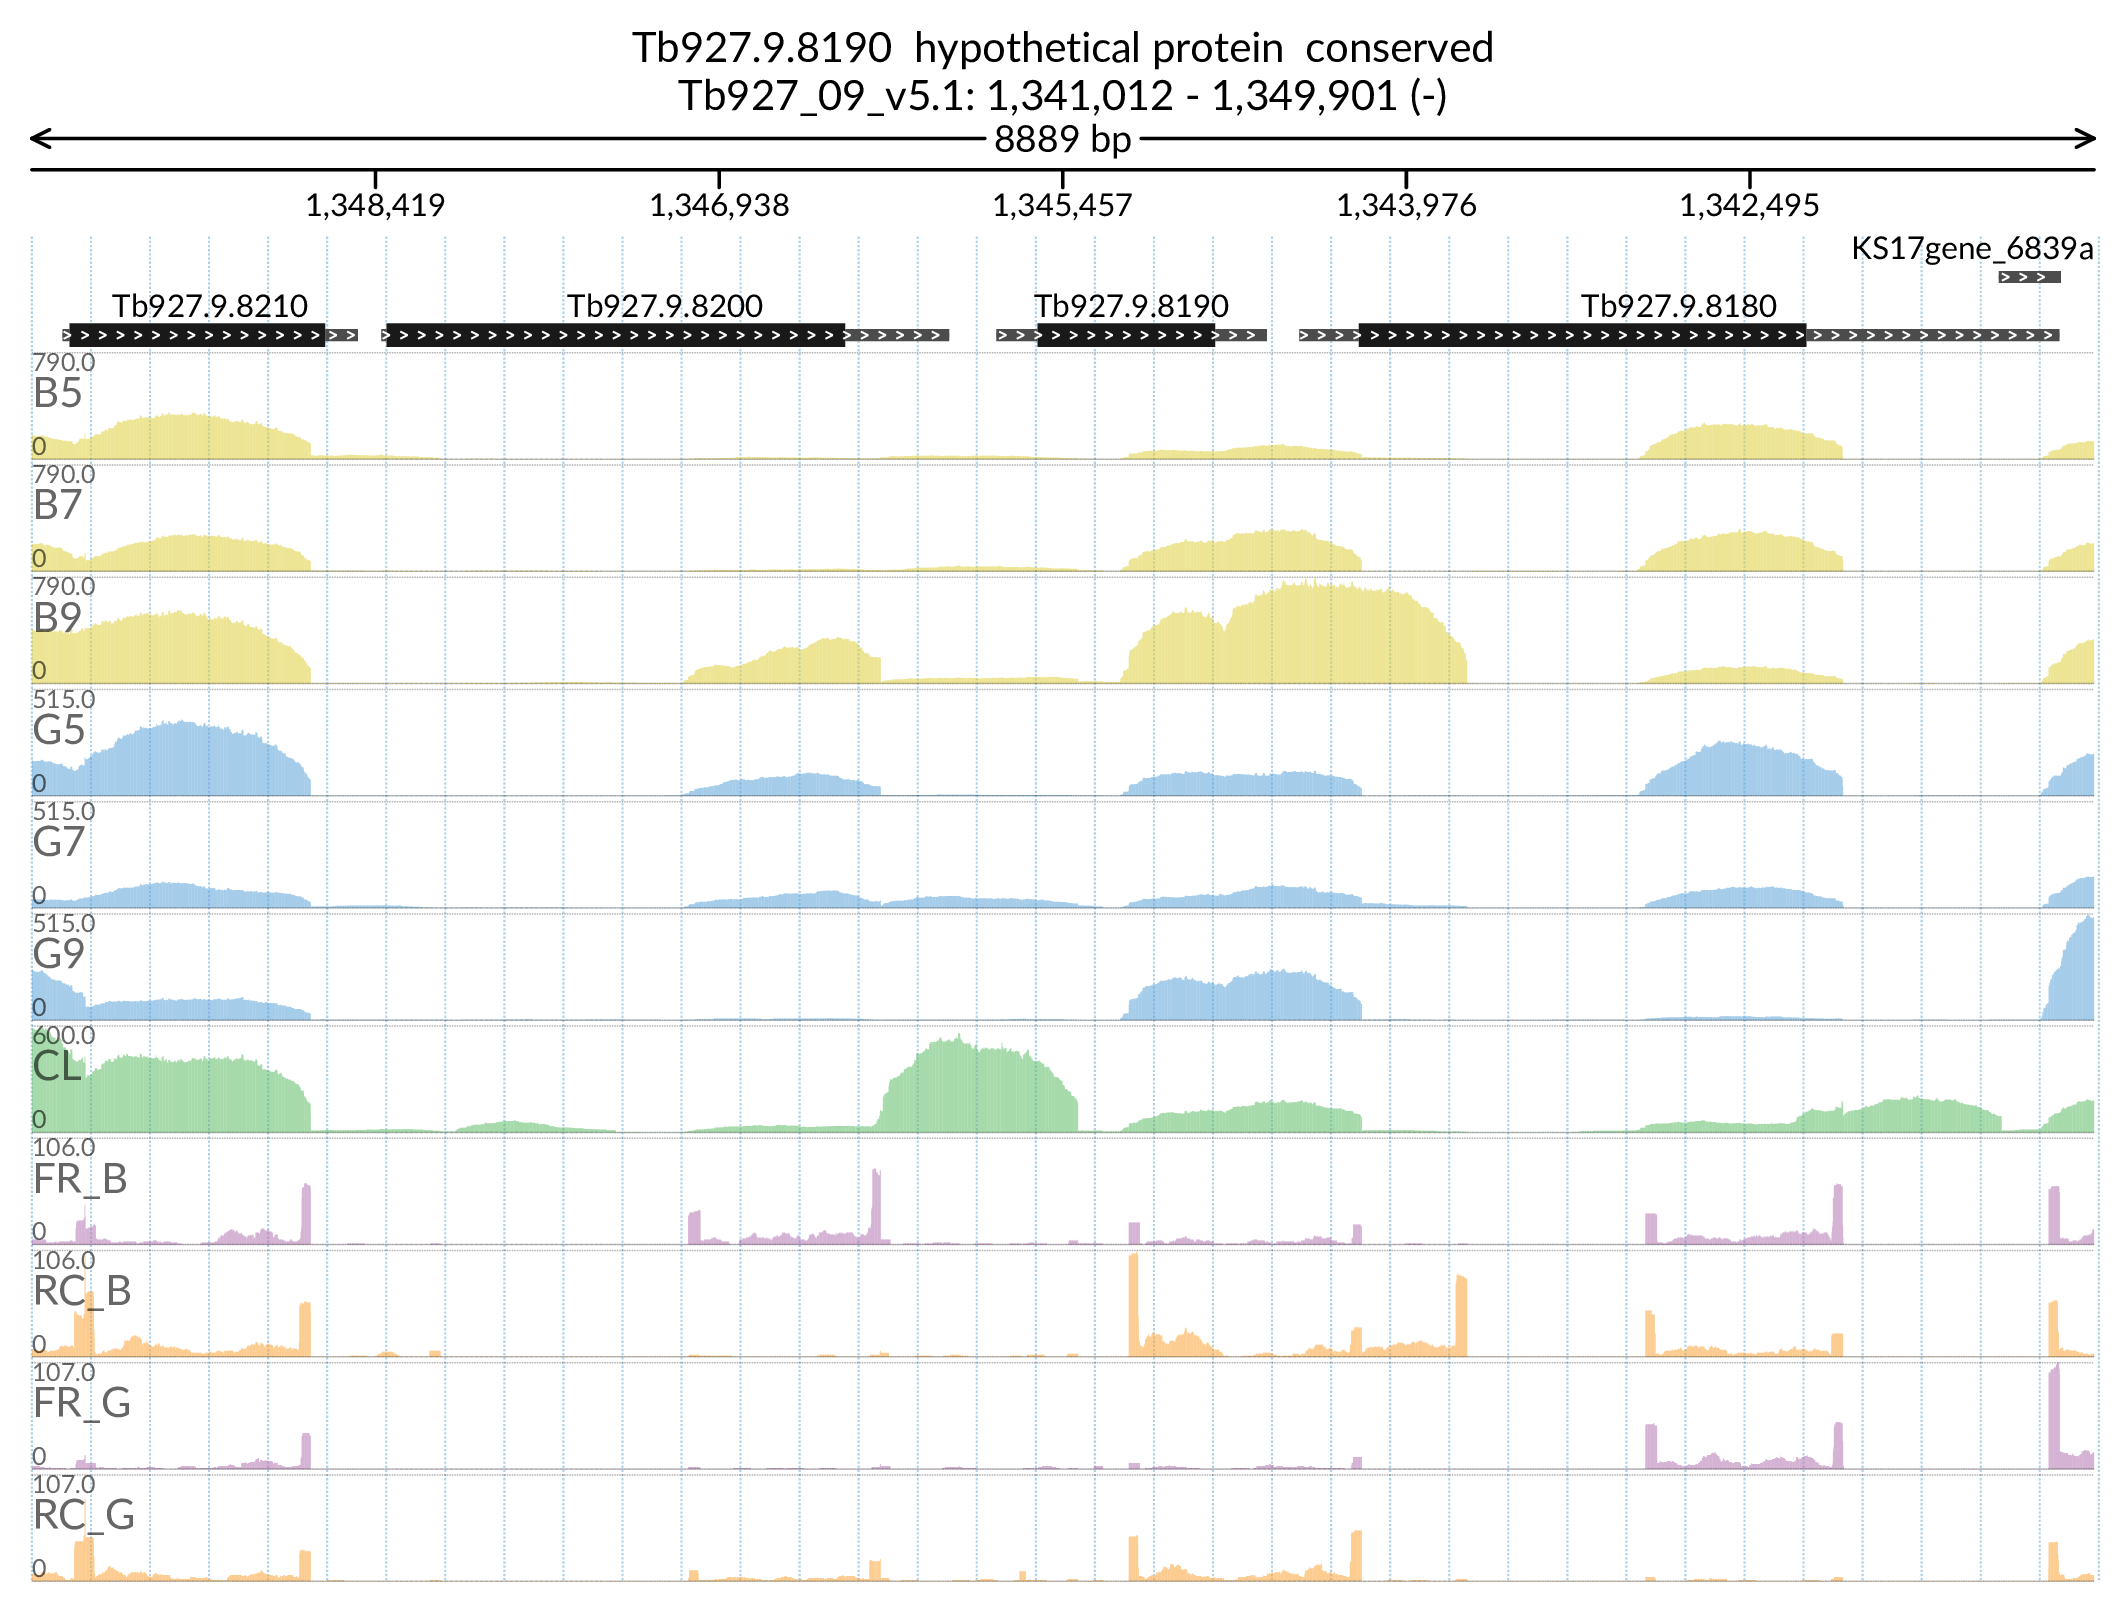 Tb927.9.8190 hypothetical protein conserved
Tb927_09_v5.1: 1,341,012 - 1,349,901 (-)
8889 bp
1,348,419 1,346,938 1,345,457 1,343,976 1,342,495
KS17gene_6839a
Tb927.9.8210 Tb927.9.8200 Tb927.9.8190 Tb927.9.8180
790.0
B5
0
790.0
B7
0
790.0
B9
0
515.0
G5
0
515.0
G7
0
515.0
G9
0
600.0
CL
0
106.0
FR_B
0
106.0
RC_B
0
107.0
FR_G
0
107.0
RC_G
0